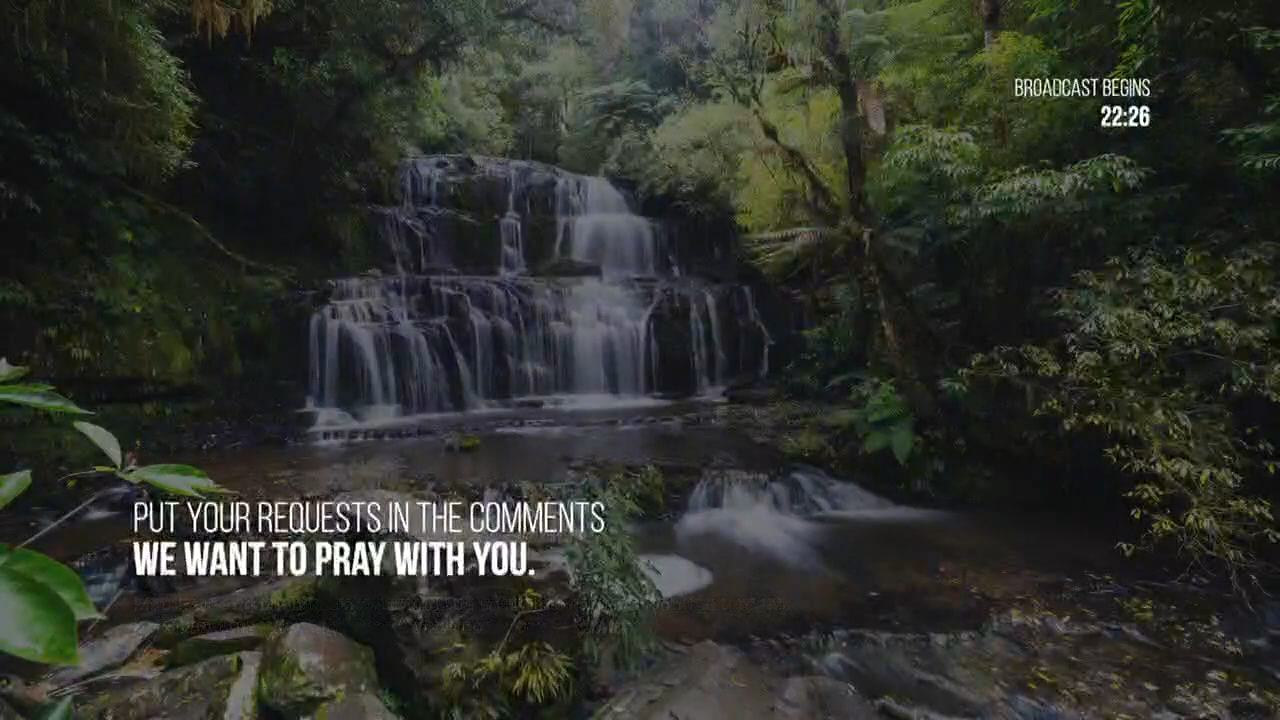 BROADCAST BEGINS
22:26
PUT YOUR REQUESTS IN THE COMMENTS
WE WANT TO PRAY WITH YOU.